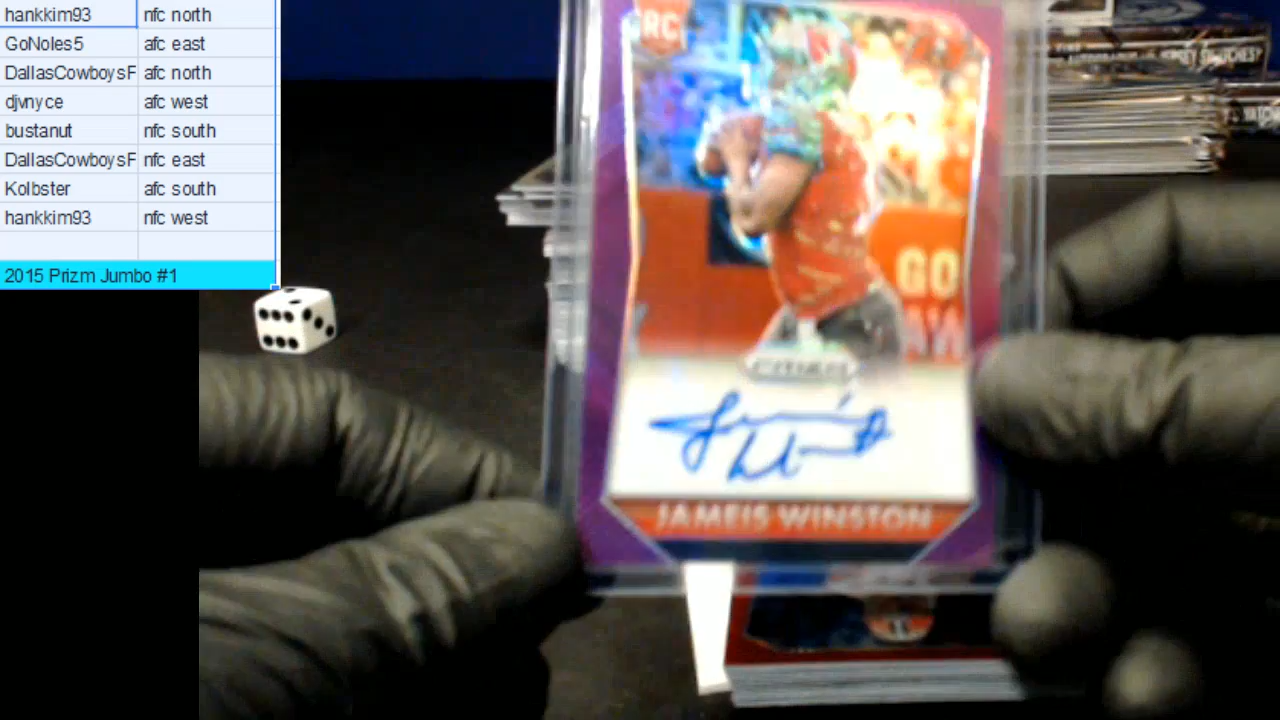 hankkim93 nfc north
GoNoles5 afc east
DallasCowboysF afc north
djvnyce afc west
bustanut nfc south
DallasCowboysF nfc east
Kolbster afc south
hankkim93 nfc west
2015 Prizm Jumbo #1
RC
GO
PRIZM
JAMEIS WINSTON